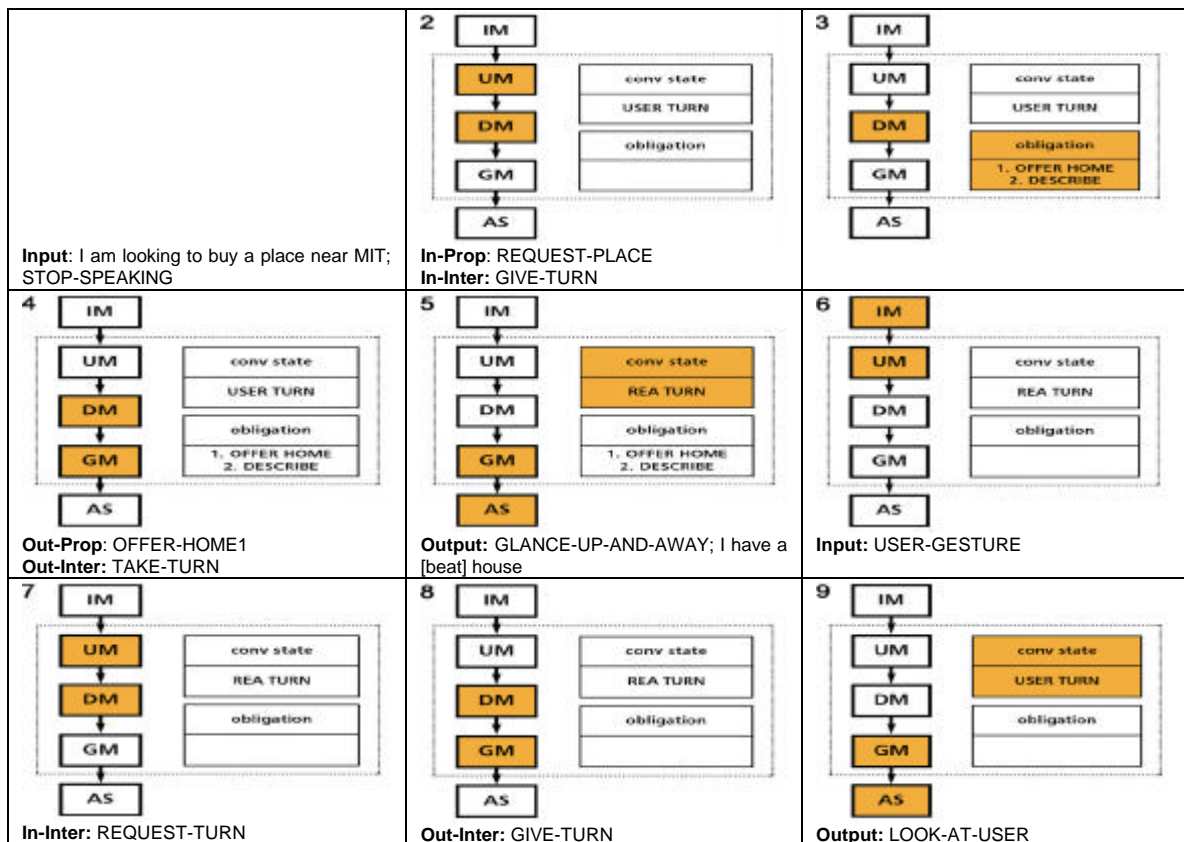 Input: I am looking to buy a place near MIT;
STOP-SPEAKING
2
IM
UM
DM
GM
AS
conv state
USER TURN
obligation
In-Prop: REQUEST-PLACE
In-Inter: GIVE-TURN
3
IM
UM
DM
GM
AS
conv state
USER TURN
obligation
1. OFFER HOME
2. DESCRIBE
4
IM
UM
DM
GM
AS
conv state
USER TURN
obligation
1. OFFER HOME
2. DESCRIBE
Out-Prop: OFFER-HOME1
Out-Inter: TAKE-TURN
5
IM
UM
DM
GM
AS
conv state
REA TURN
obligation
1. OFFER HOME
2. DESCRIBE
Output: GLANCE-UP-AND-AWAY; I have a
[beat] house
6
IM
UM
DM
GM
AS
conv state
REA TURN
obligation
Input: USER-GESTURE
7
IM
UM
DM
GM
AS
conv state
REA TURN
obligation
In-Inter: REQUEST-TURN
8
IM
UM
DM
GM
AS
conv state
REA TURN
obligation
Out-Inter: GIVE-TURN
9
IM
UM
DM
GM
AS
conv state
USER TURN
obligation
Output: LOOK-AT-USER